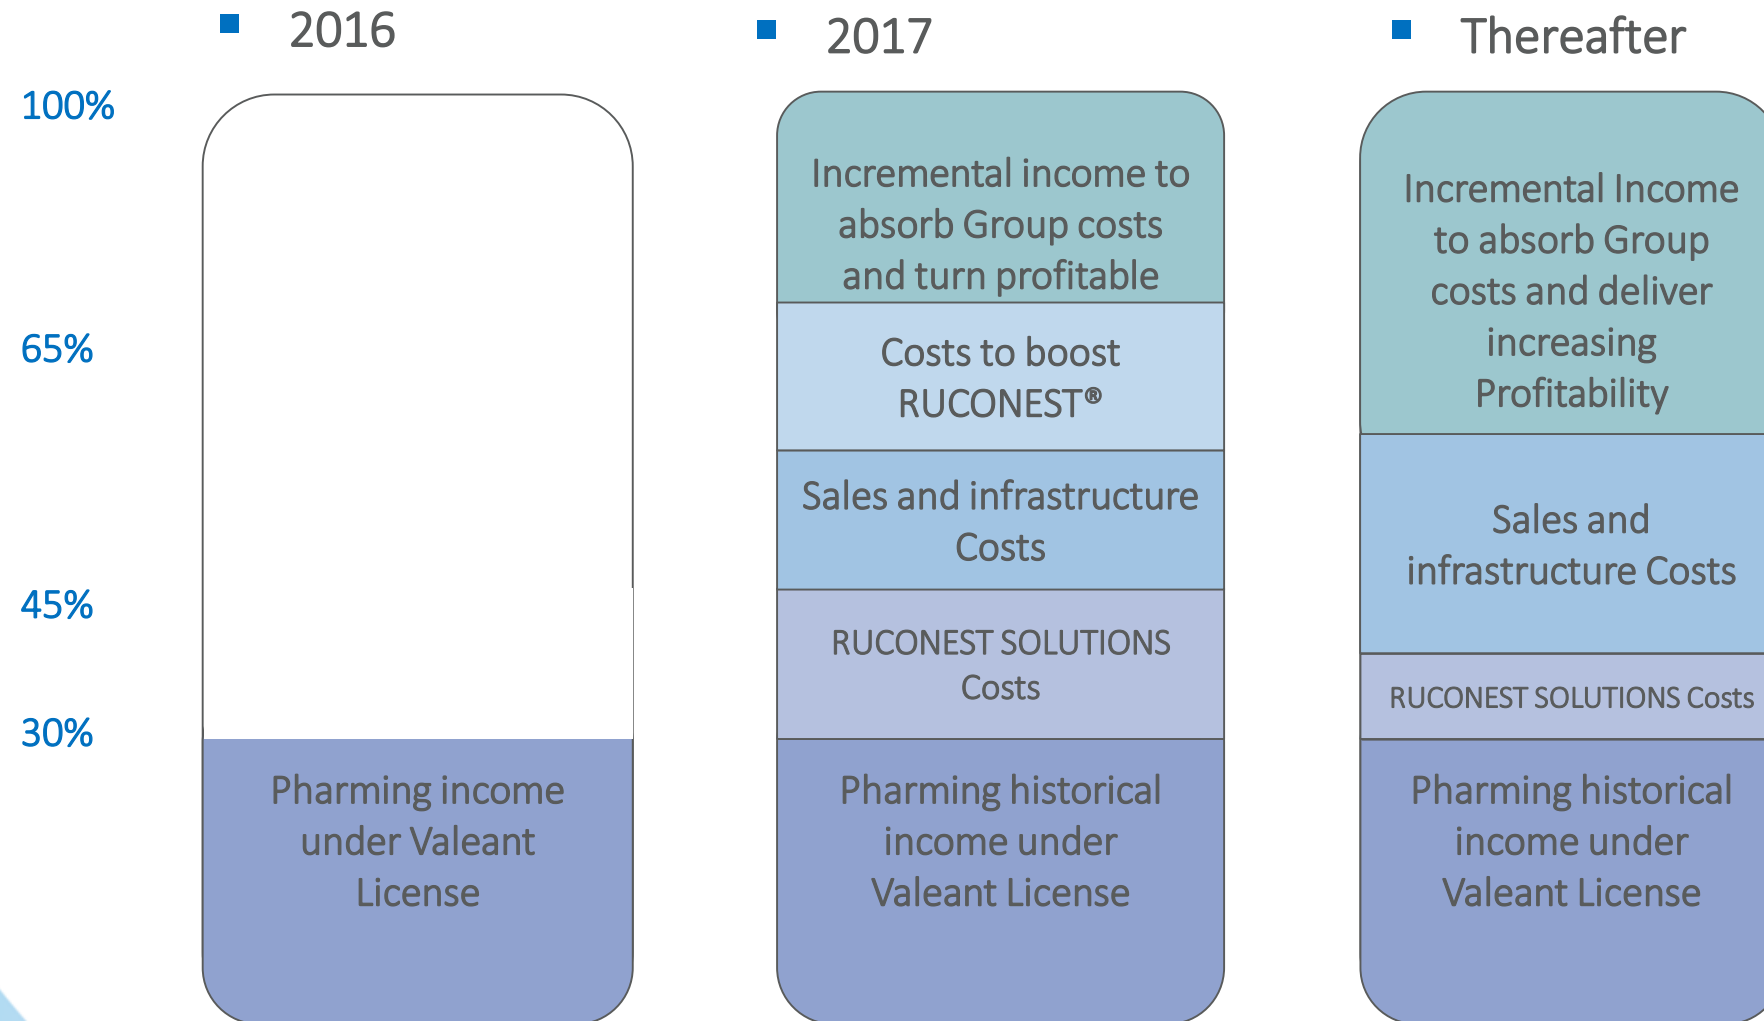 2016
2017
Thereafter
100%
65%
45%
30%
Pharming income
under Valeant
License
Incremental income to
absorb Group costs
and turn profitable
Costs to boost
RUCONEST®
Sales and infrastructure
Costs
RUCONEST SOLUTIONS
Costs
Pharming historical
income under
Valeant License
Incremental Income
to absorb Group
costs and deliver
increasing
Profitability
Sales and
infrastructure Costs
RUCONEST SOLUTIONS Costs
Pharming historical
income under
Valeant License